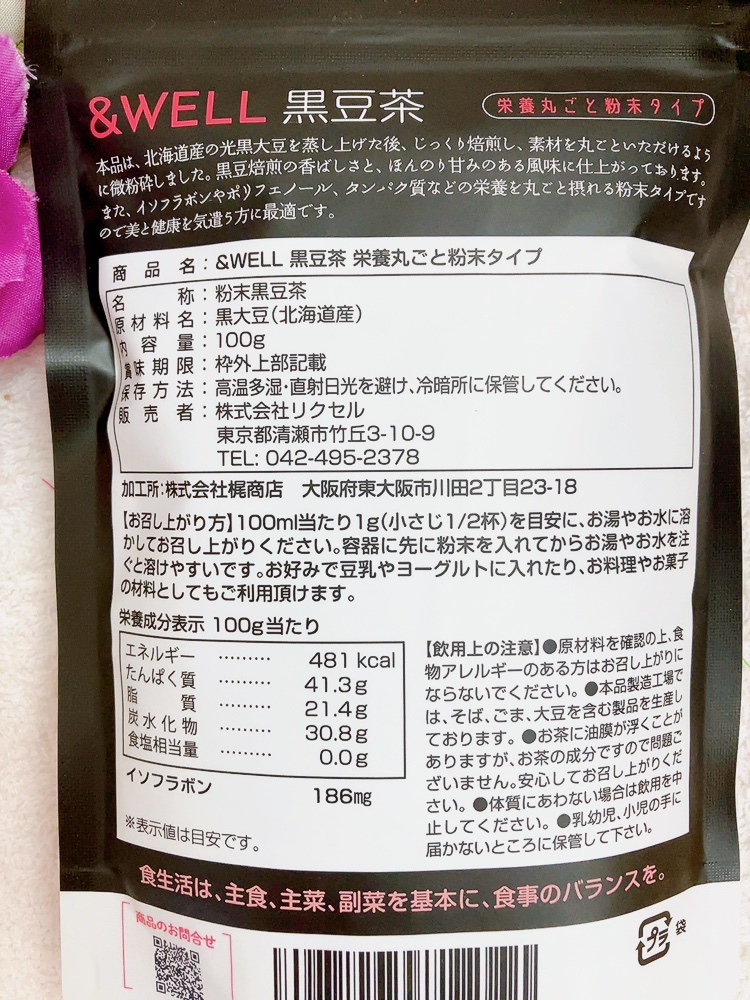 &WELL 黒豆茶 栄養丸ごと粉末タイプ
本品は、北海道産の光黒大豆を蒸し上げた後、じっくり焙煎し、素材を丸ごといただけるよう
に微粉砕しました。黒豆焙煎の香ばしさと、ほんのり甘みのある風味に仕上がっております。
また、イソフラボンやポリフェノール、タンパク質などの栄養を丸ごと摂れる粉末タイプです
ので美と健康を気遣う方に最適です。
商品名：&WELL 黒豆茶 栄養丸ごと粉末タイプ
名称：粉末黒豆茶
原材料名：黒大豆（北海道産）
内容量：100g
賞味期限：枠外上部記載
保存方法：高温多湿・直射日光を避け、冷暗所に保管してください。
販売者：株式会社リクセル
東京都清瀬市竹丘3-10-9
TEL: 042-495-2378
加工所：株式会社梶商店 大阪府東大阪市川田2丁目23-18
【お召し上がり方】100ml当たり1g（小さじ1/2杯）を目安に、お湯やお水に溶
かしてお召し上がりください。容器に先に粉末を入れてからお湯やお水を注
ぐと溶けやすいです。お好みで豆乳やヨーグルトに入れたり、お料理やお菓子
の材料としてもご利用頂けます。
栄養成分表示 100g当たり
エネルギー ……… 481 kcal
たんぱく質 ……… 41.3g
脂質 ……… 21.4g
炭水化物 ……… 30.8g
食塩相当量 0.0g
イソフラボン 186mg
※表示値は目安です。
【飲用上の注意】●原材料を確認の上、食
物アレルギーのある方はお召し上がりに
ならないでください。●本品製造工場で
は、そば、ごま、大豆を含む製品を生産し
ております。●お茶に油膜が浮くことが
ありますが、お茶の成分ですので問題ご
ざいません。安心してお召し上がりくだ
さい。●体質にあわない場合は飲用を中
止してください。●乳幼児、小児の手に
届かないところに保管して下さい。
食生活は、主食、主菜、副菜を基本に、食事のバランスを。
商品のお問合せ
プラ 袋